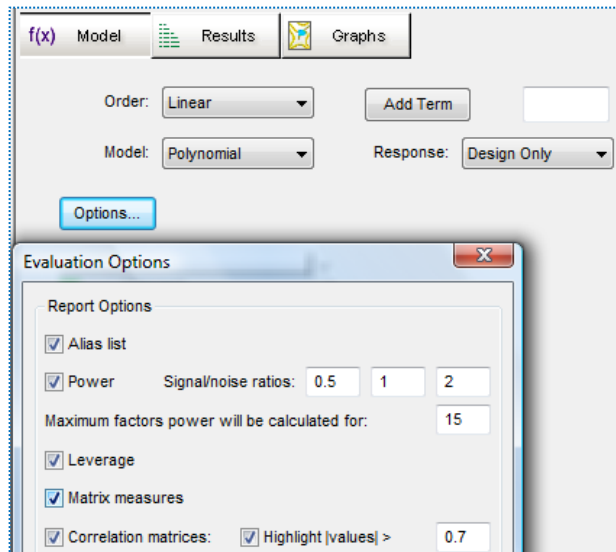 f(x) Model Results Graphs
Order: Linear Add Term
Model: Polynomial Response: Design Only
Options...
Evaluation Options
Report Options
Alias list
Power Signal/noise ratios: 0.5 1 2
Maximum factors power will be calculated for: 15
Leverage
Matrix measures
Correlation matrices: Highlight |values| > 0.7